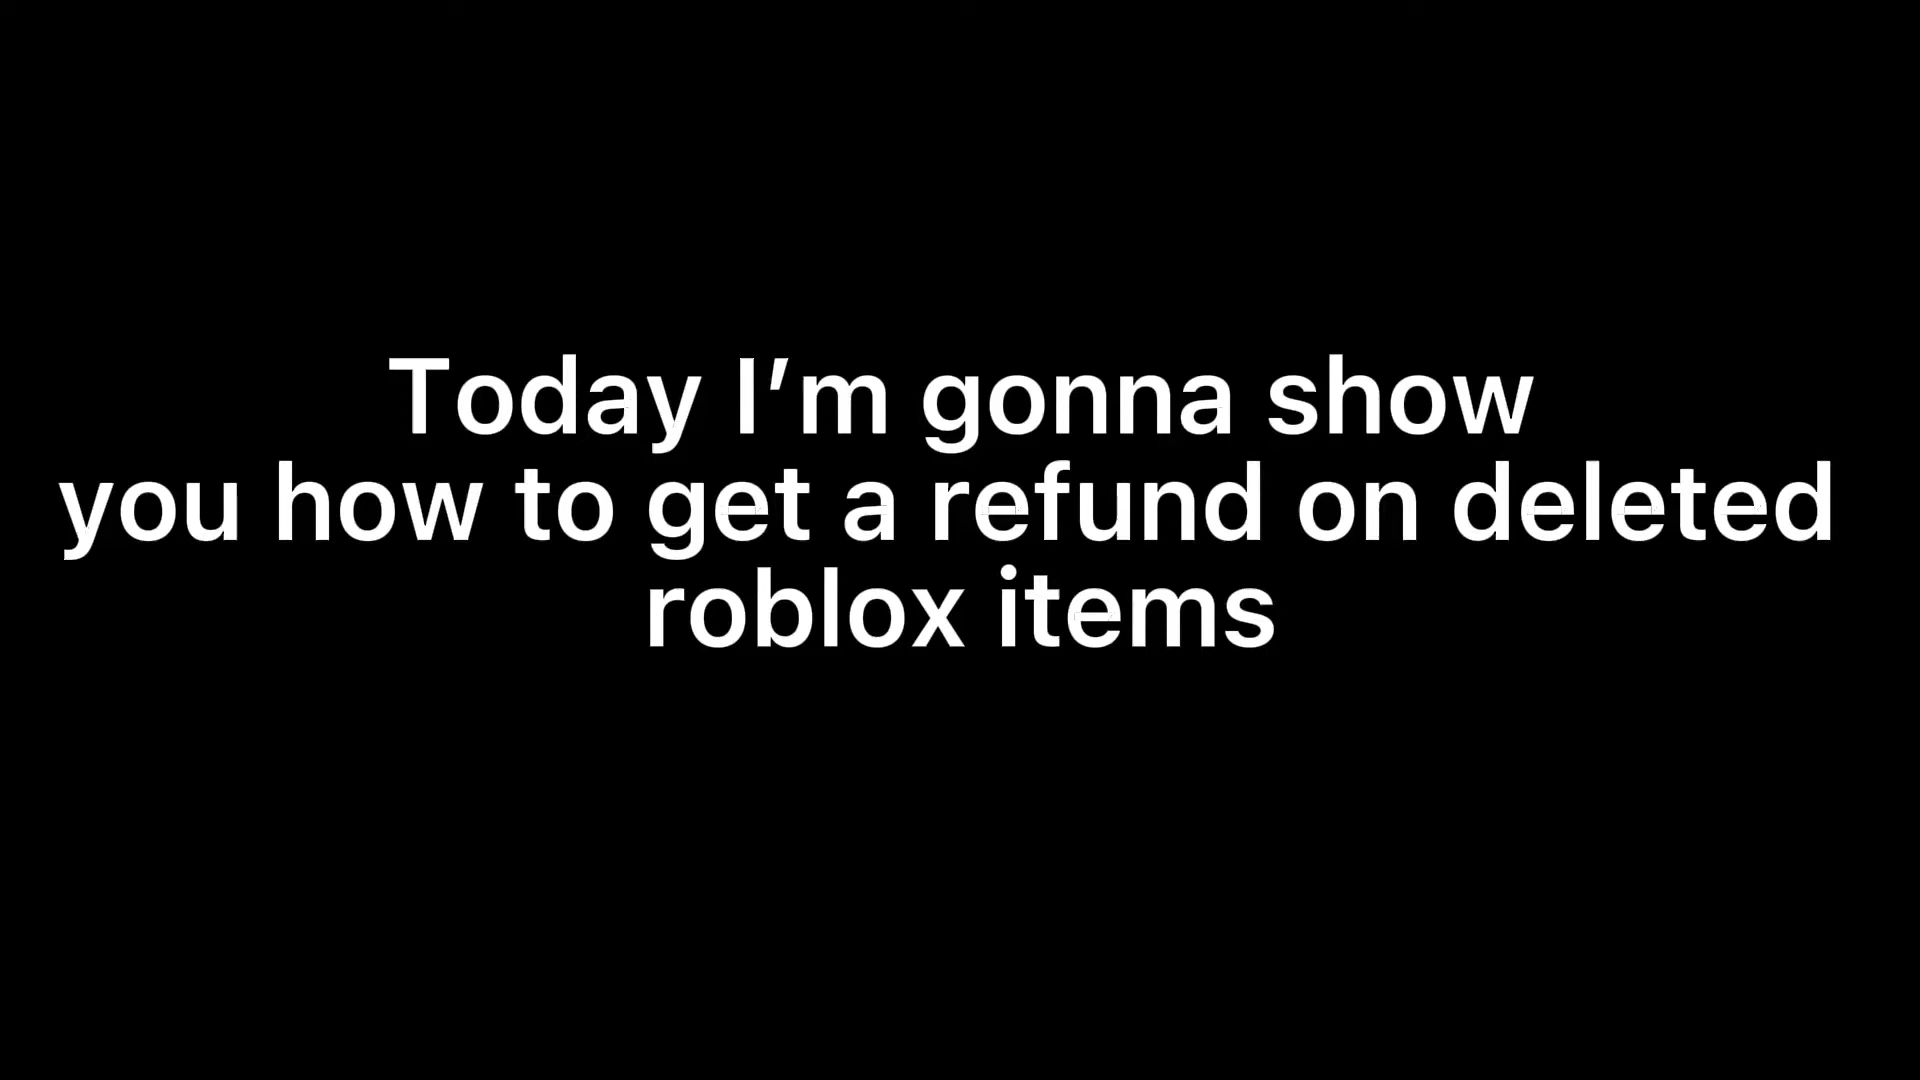 Today I’m gonna show
you how to get a refund on deleted
roblox items